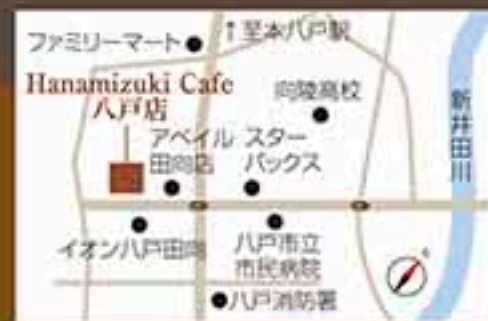 ↑至本八戸駅
ファミリーマート
Hanamizuki Cafe
八戸店
向陵高校
新井田川
アベイル
田向店
スター
バックス
イオン八戸田向
八戸市立
市民病院
八戸消防署